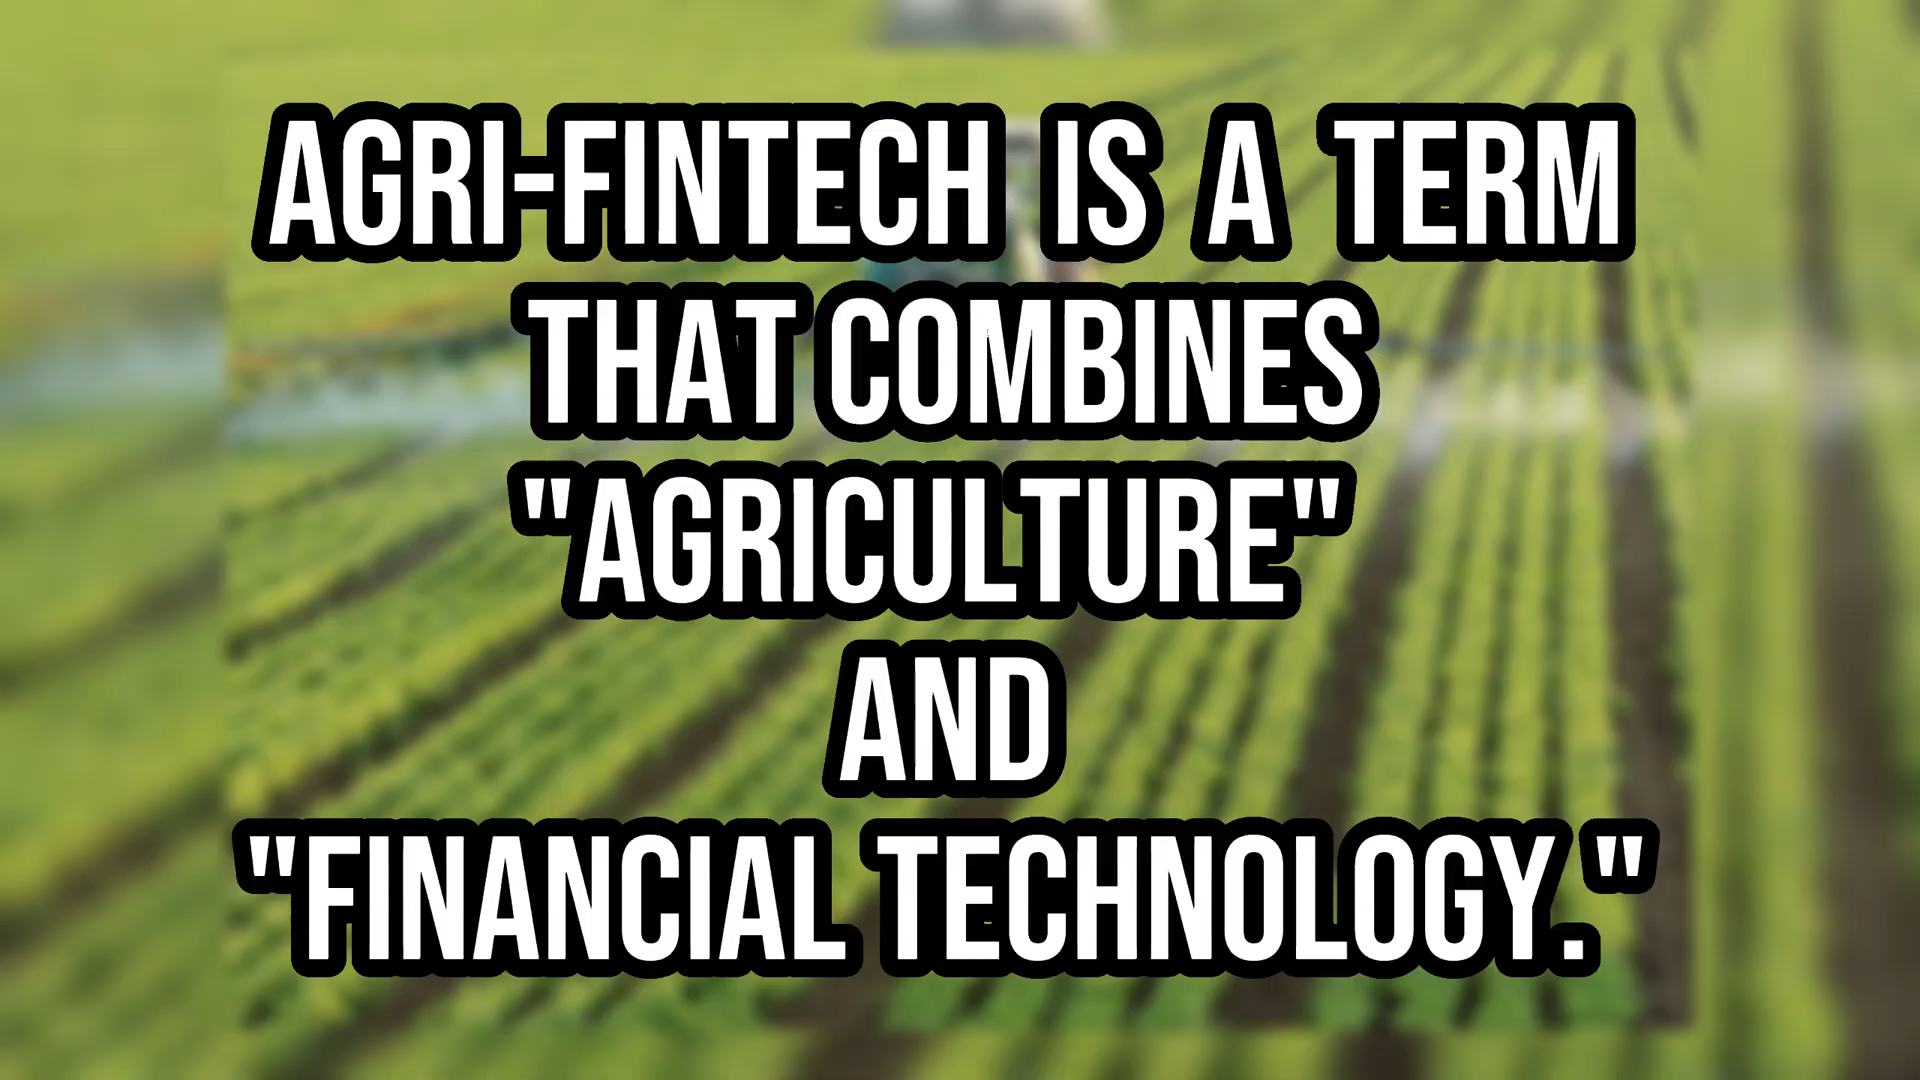 AGRI-FINTECH IS A TERM
THAT COMBINES
"AGRICULTURE"
AND
"FINANCIAL TECHNOLOGY."